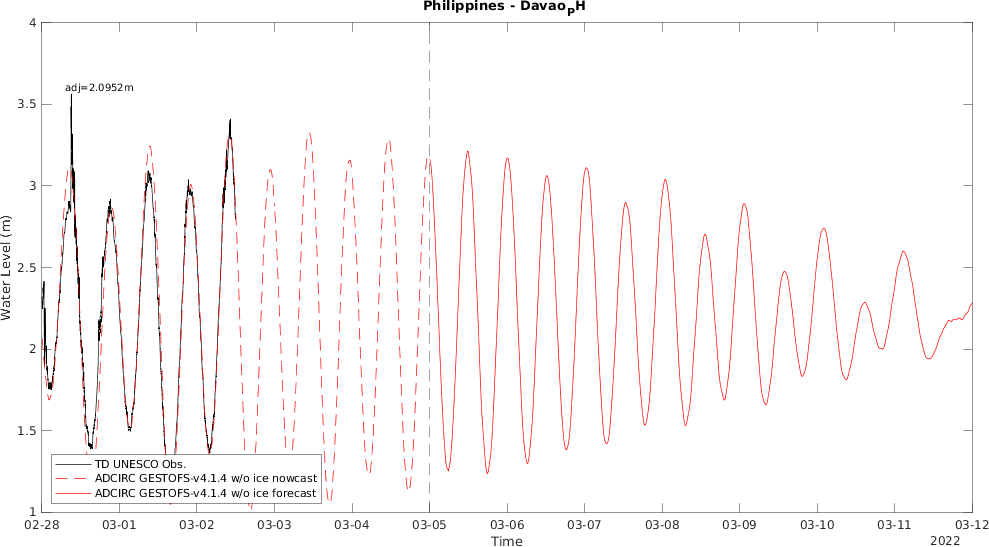 Philippines - Davao_pH
adj=2.0952m
4
3.5
3
2.5
2
1.5
1
Water Level (m)
TD UNESCO Obs.
ADCIRC GESTOFS-v4.1.4 w/o ice nowcast
ADCIRC GESTOFS-v4.1.4 w/o ice forecast
02-28 03-01 03-02 03-03 03-04 03-05 03-06 03-07 03-08 03-09 03-10 03-11 03-12
Time
2022